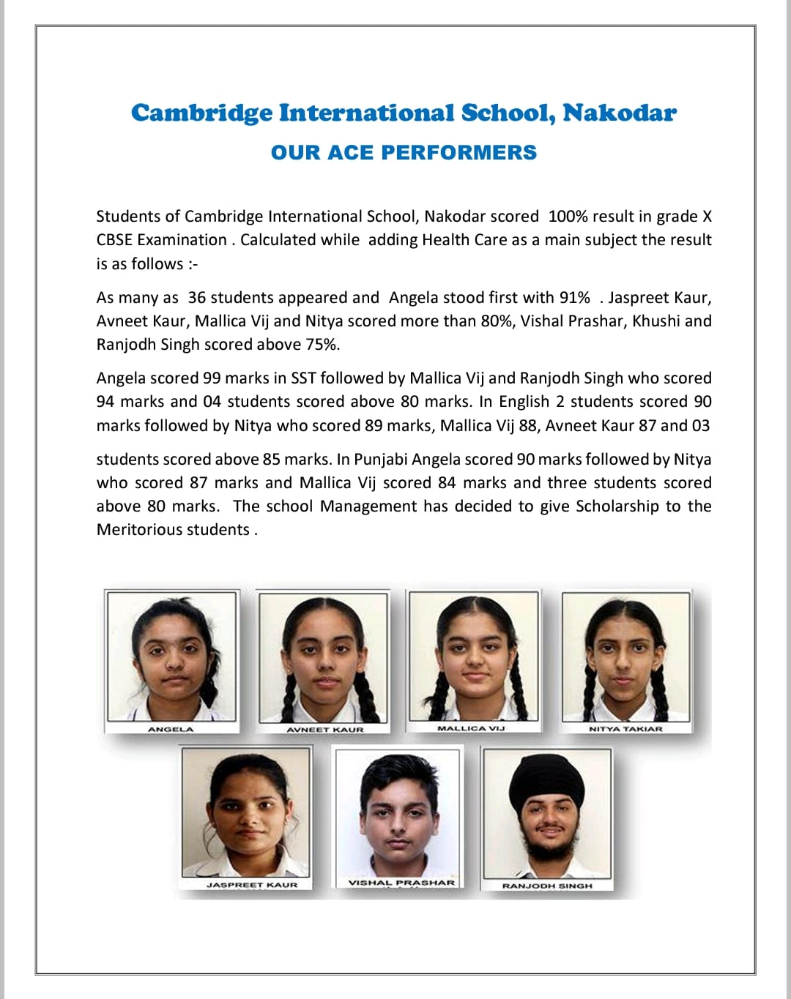 Cambridge International School, Nakodar
OUR ACE PERFORMERS
Students of Cambridge International School, Nakodar scored  100% result in grade X
CBSE Examination . Calculated while  adding Health Care as a main subject the result
is as follows :-
As many as  36 students appeared and  Angela stood first with 91%  . Jaspreet Kaur,
Avneet Kaur, Mallica Vij and Nitya scored more than 80%, Vishal Prashar, Khushi and
Ranjodh Singh scored above 75%.
Angela scored 99 marks in SST followed by Mallica Vij and Ranjodh Singh who scored
94 marks and 04 students scored above 80 marks. In English 2 students scored 90
marks followed by Nitya who scored 89 marks, Mallica Vij 88, Avneet Kaur 87 and 03
students scored above 85 marks. In Punjabi Angela scored 90 marks followed by Nitya
who scored 87 marks and Mallica Vij scored 84 marks and three students scored
above 80 marks.  The school Management has decided to give Scholarship to the
Meritorious students .
ANGELA
AVNEET KAUR
MALLICA VIJ
NITYA TAKIAR
JASPREET KAUR
VISHAL PRASHAR
RANJODH SINGH